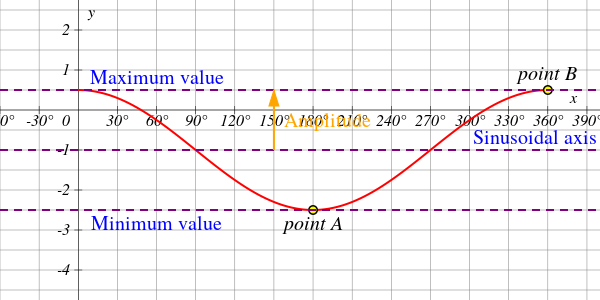 y
2
1
Maximum value
point B
x
0° -30° 0 30° 60° 90° 120° 150° 180° 210° 240° 270° 300° 330° 360° 390°
Amplitude
Sinusoidal axis
-1
-2
Minimum value
point A
-3
-4